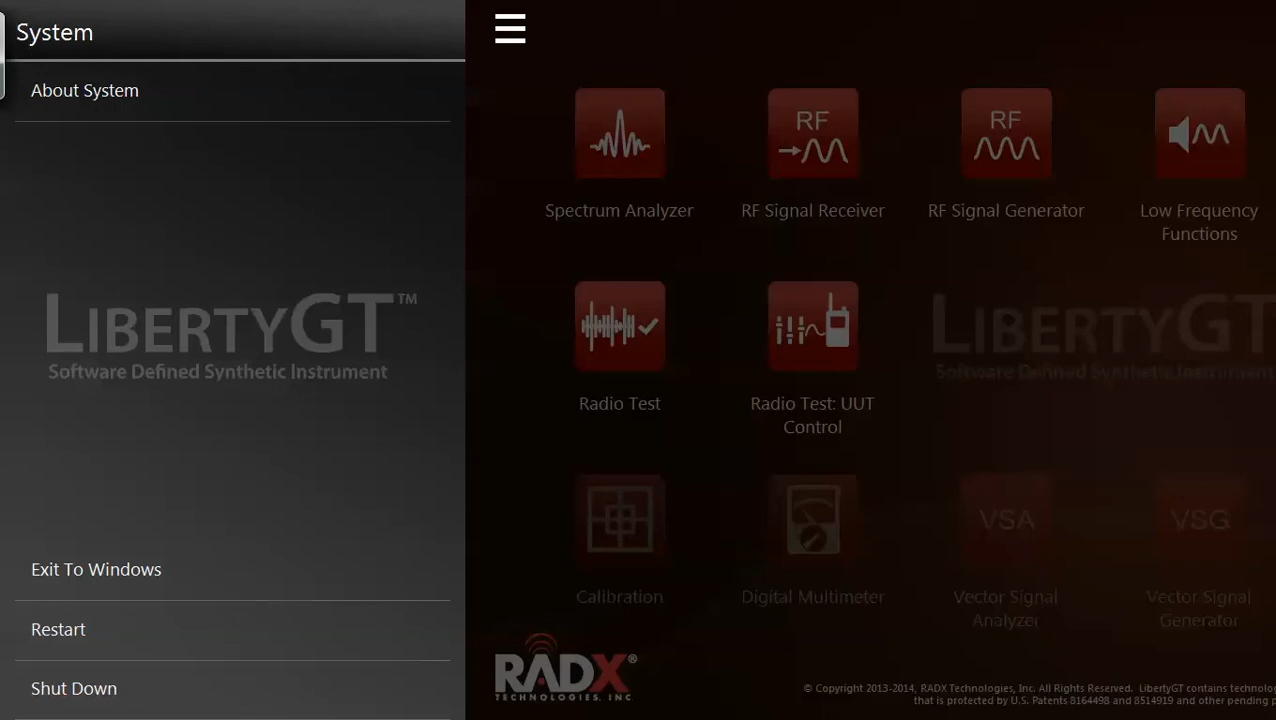 System
About System
LIBERTYGT™
Software Defined Synthetic Instrument
Exit To Windows
Restart
Shut Down
RF
RF
Spectrum Analyzer
RF Signal Receiver
RF Signal Generator
Low Frequency
Functions
LIBERTYGT
Software Defined Synthetic Instrument
Radio Test
Radio Test: UUT
Control
VSA
VSG
Calibration
Digital Multimeter
Vector Signal
Analyzer
Vector Signal
Generator
RADX®
TECHNOLOGIES, INC.
© Copyright 2013-2014, RADX Technologies, Inc. All Rights Reserved. LibertyGT contains
that is protected by U.S. Patents 8164498 and 8514919 and other pending